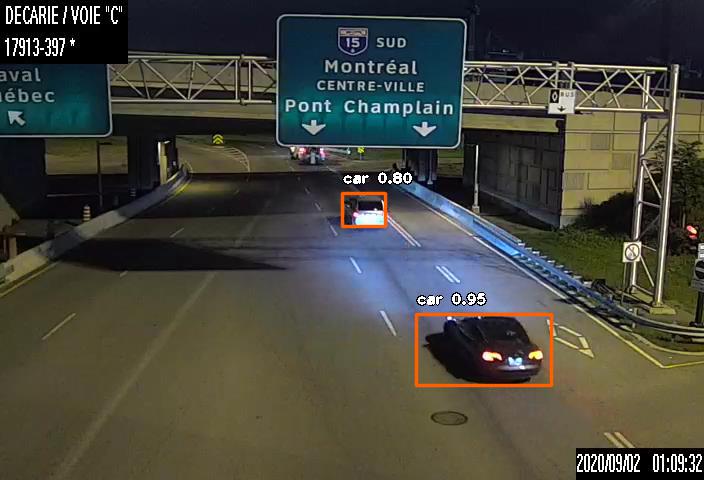 DECARIE / VOIE "C"
17913-397 *
aval
ébec
15 SUD
Montréal
CENTRE-VILLE
Pont Champlain
BUS
car 0.80
car 0.95
2020/09/02 01:09:32